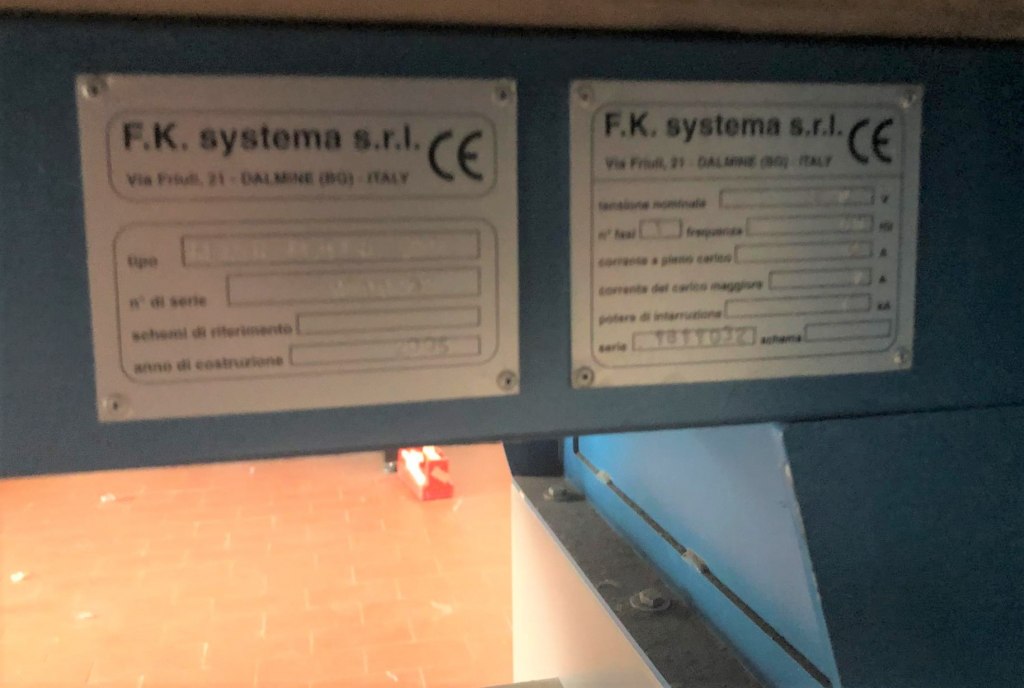 F.K. systema s.r.l. CE
Via Friuli, 21 - DALMINE (BG) - ITALY
tipo
n° di serie
schemi di riferimento
anno di costruzione
F.K. systema s.r.l. CE
Via Friuli, 21 - DALMINE (BG) - ITALY
tensione nominale V
n° fasi frequenza Hz
corrente a pieno carico A
corrente del carico maggiore A
potere di interruzione kA
serie schema